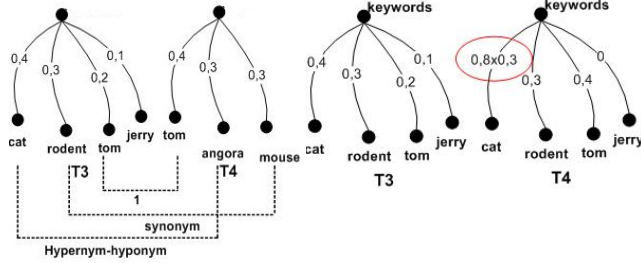 keywords
keywords
0,4
0,3
0,2
0,1
0,4
0,3
0,3
0,4
0,3
0,2
0,1
0,8x0,3
0,3
0,4
0
cat
rodent
tom
jerry
tom
angora
mouse
cat
rodent
tom
jerry
cat
rodent
tom
jerry
T3
T4
T3
T4
1
synonym
Hypernym-hyponym